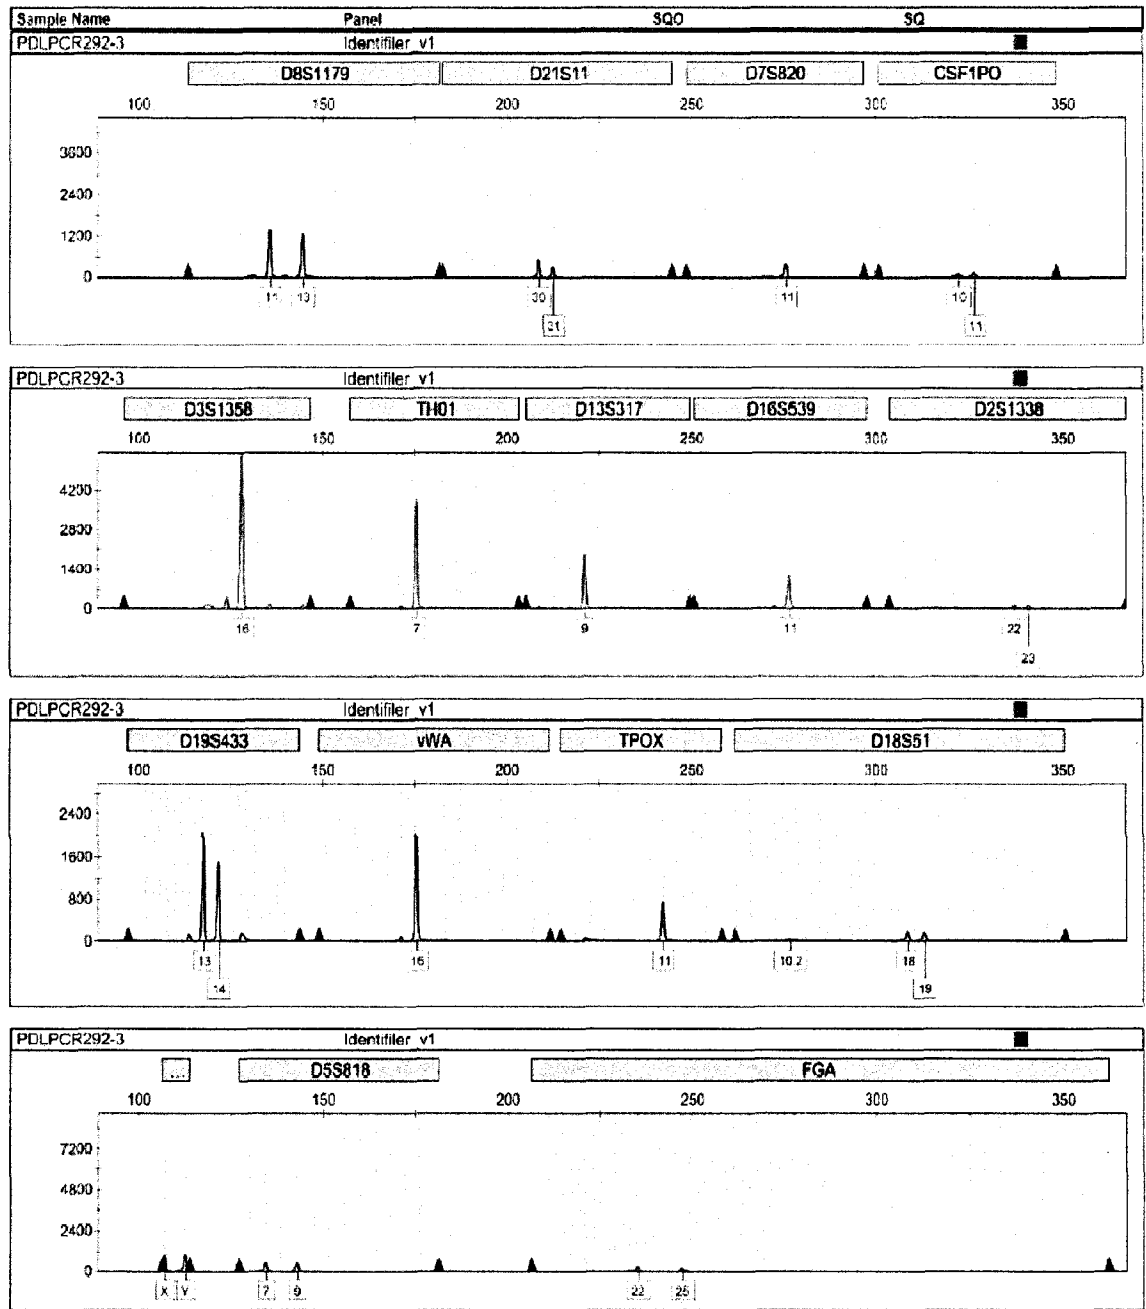 Sample Name Panel SQO SQ
PDLPCR292-3 Identifiler_v1
D8S1179 D21S11 D7S820 CSF1PO
100 150 200 250 300 350
3600
2400
1200
0
11 13 30 11 10
31 11
PDLPCR292-3 Identifiler_v1
D3S1358 TH01 D13S317 D16S539 D2S1338
100 150 200 250 300 350
4200
2800
1400
0
16 7 9 11 22
23
PDLPCR292-3 Identifiler_v1
D19S433 vWA TPOX D18S51
100 150 200 250 300 350
2400
1600
800
0
13 16 11 10.2 18
14 19
PDLPCR292-3 Identifiler_v1
... D5S818 FGA
100 150 200 250 300 350
7200
4800
2400
0
X Y 7 9 22 25